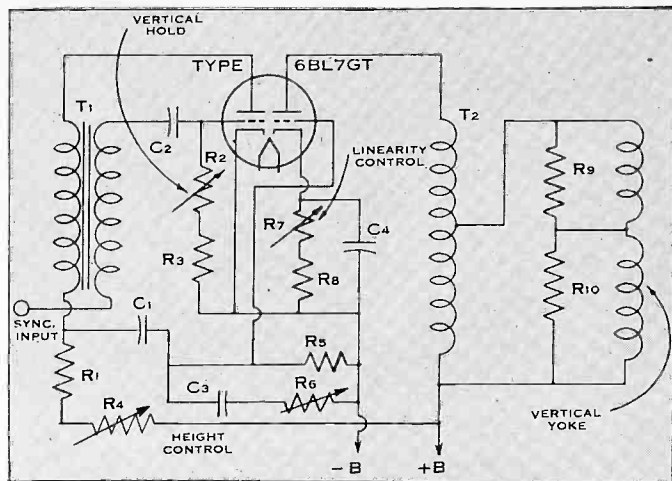 VERTICAL
HOLD
TYPE 6BL7GT
T1
C2
R2
LINEARITY
CONTROL
T2
R9
R7
C4
R3
R8
R10
SYNC.
INPUT
C1
R5
R1
C3
R6
R4
HEIGHT
CONTROL
VERTICAL
YOKE
-B
+B